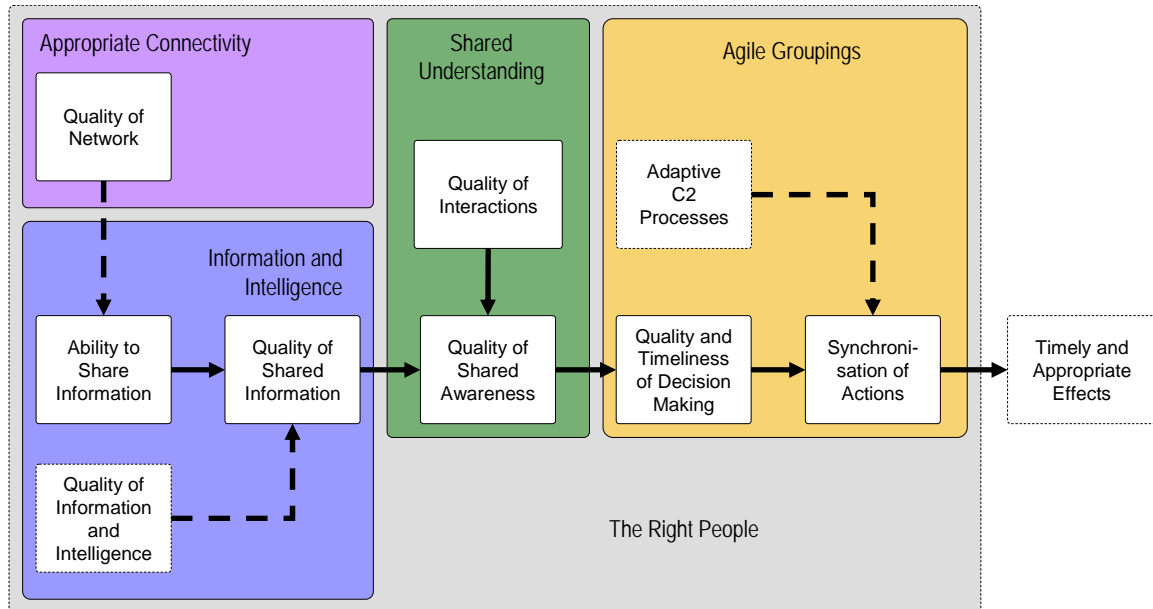 Appropriate Connectivity
Quality of
Network
Information and
Intelligence
Ability to
Share
Information
Quality of
Shared
Information
Quality of
Information
and
Intelligence
Shared
Understanding
Quality of
Interactions
Quality of
Shared
Awareness
Agile Groupings
Adaptive
C2
Processes
Quality and
Timeliness
of Decision
Making
Synchroni-
sation of
Actions
Timely and
Appropriate
Effects
The Right People